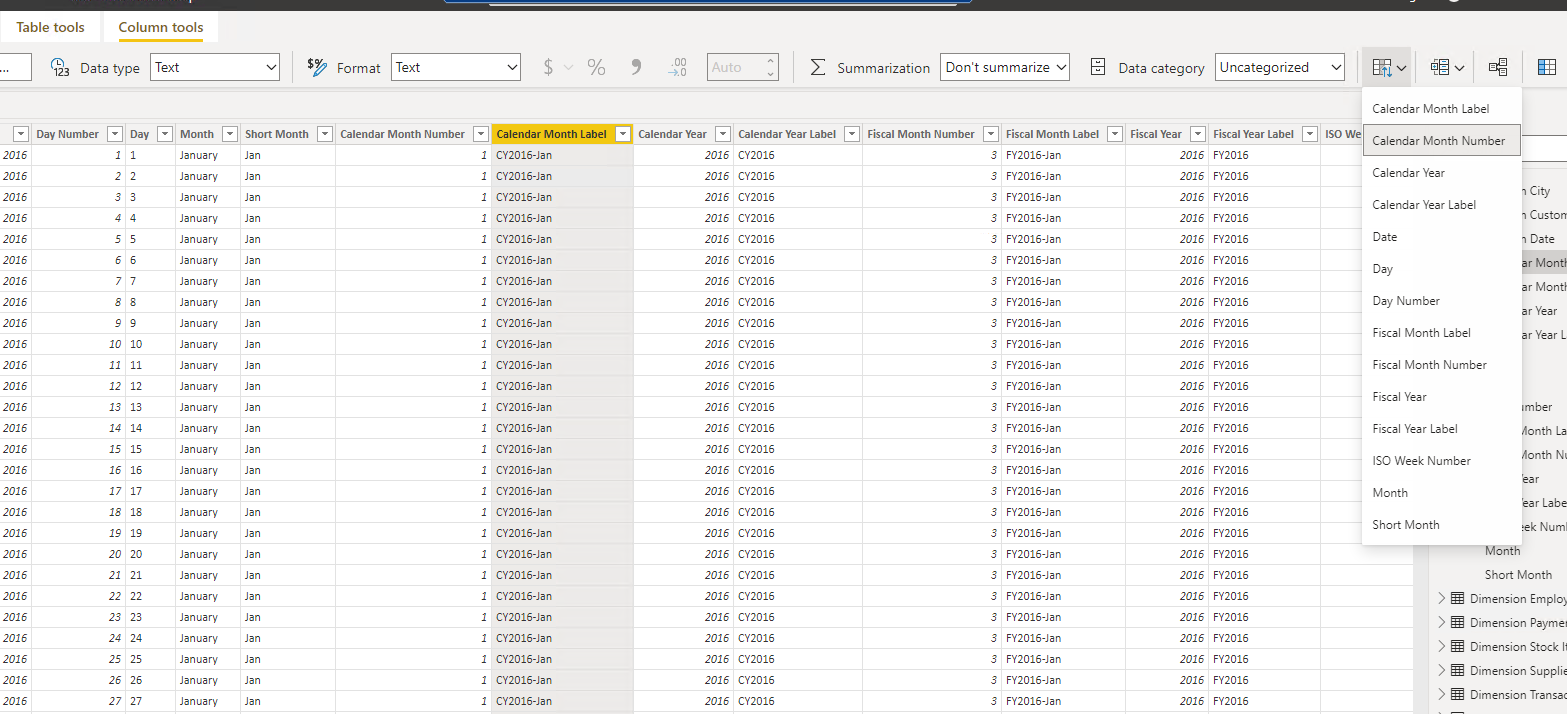 Table tools Column tools
... Data type Text $% Format Text $ % 9 .00 →.0 Auto Summarization Don't summarize Data category Uncategorized
Day Number Day Month Short Month Calendar Month Number Calendar Month Label Calendar Year Calendar Year Label Fiscal Month Number Fiscal Month Label Fiscal Year Fiscal Year Label ISO We
2016 1 1 January Jan 1 CY2016-Jan 2016 CY2016 3 FY2016-Jan 2016 FY2016
2016 2 2 January Jan 1 CY2016-Jan 2016 CY2016 3 FY2016-Jan 2016 FY2016
2016 3 3 January Jan 1 CY2016-Jan 2016 CY2016 3 FY2016-Jan 2016 FY2016
2016 4 4 January Jan 1 CY2016-Jan 2016 CY2016 3 FY2016-Jan 2016 FY2016
2016 5 5 January Jan 1 CY2016-Jan 2016 CY2016 3 FY2016-Jan 2016 FY2016
2016 6 6 January Jan 1 CY2016-Jan 2016 CY2016 3 FY2016-Jan 2016 FY2016
2016 7 7 January Jan 1 CY2016-Jan 2016 CY2016 3 FY2016-Jan 2016 FY2016
2016 8 8 January Jan 1 CY2016-Jan 2016 CY2016 3 FY2016-Jan 2016 FY2016
2016 9 9 January Jan 1 CY2016-Jan 2016 CY2016 3 FY2016-Jan 2016 FY2016
2016 10 10 January Jan 1 CY2016-Jan 2016 CY2016 3 FY2016-Jan 2016 FY2016
2016 11 11 January Jan 1 CY2016-Jan 2016 CY2016 3 FY2016-Jan 2016 FY2016
2016 12 12 January Jan 1 CY2016-Jan 2016 CY2016 3 FY2016-Jan 2016 FY2016
2016 13 13 January Jan 1 CY2016-Jan 2016 CY2016 3 FY2016-Jan 2016 FY2016
2016 14 14 January Jan 1 CY2016-Jan 2016 CY2016 3 FY2016-Jan 2016 FY2016
2016 15 15 January Jan 1 CY2016-Jan 2016 CY2016 3 FY2016-Jan 2016 FY2016
2016 16 16 January Jan 1 CY2016-Jan 2016 CY2016 3 FY2016-Jan 2016 FY2016
2016 17 17 January Jan 1 CY2016-Jan 2016 CY2016 3 FY2016-Jan 2016 FY2016
2016 18 18 January Jan 1 CY2016-Jan 2016 CY2016 3 FY2016-Jan 2016 FY2016
2016 19 19 January Jan 1 CY2016-Jan 2016 CY2016 3 FY2016-Jan 2016 FY2016
2016 20 20 January Jan 1 CY2016-Jan 2016 CY2016 3 FY2016-Jan 2016 FY2016
2016 21 21 January Jan 1 CY2016-Jan 2016 CY2016 3 FY2016-Jan 2016 FY2016
2016 22 22 January Jan 1 CY2016-Jan 2016 CY2016 3 FY2016-Jan 2016 FY2016
2016 23 23 January Jan 1 CY2016-Jan 2016 CY2016 3 FY2016-Jan 2016 FY2016
2016 24 24 January Jan 1 CY2016-Jan 2016 CY2016 3 FY2016-Jan 2016 FY2016
2016 25 25 January Jan 1 CY2016-Jan 2016 CY2016 3 FY2016-Jan 2016 FY2016
2016 26 26 January Jan 1 CY2016-Jan 2016 CY2016 3 FY2016-Jan 2016 FY2016
2016 27 27 January Jan 1 CY2016-Jan 2016 CY2016 3 FY2016-Jan 2016 FY2016
Calendar Month Label
Calendar Month Number
Calendar Year
Calendar Year Label
Date
Day
Day Number
Fiscal Month Label
Fiscal Month Number
Fiscal Year
Fiscal Year Label
ISO Week Number
Month
Short Month
n City
n Custom
n Date
ar Month
ar Month
ar Year
ar Year L
umber
Month La
Month Nu
Year
Year Labe
eek Num
Month
Short Month
Dimension Employ
Dimension Payme
Dimension Stock It
Dimension Supplie
Dimension Transac